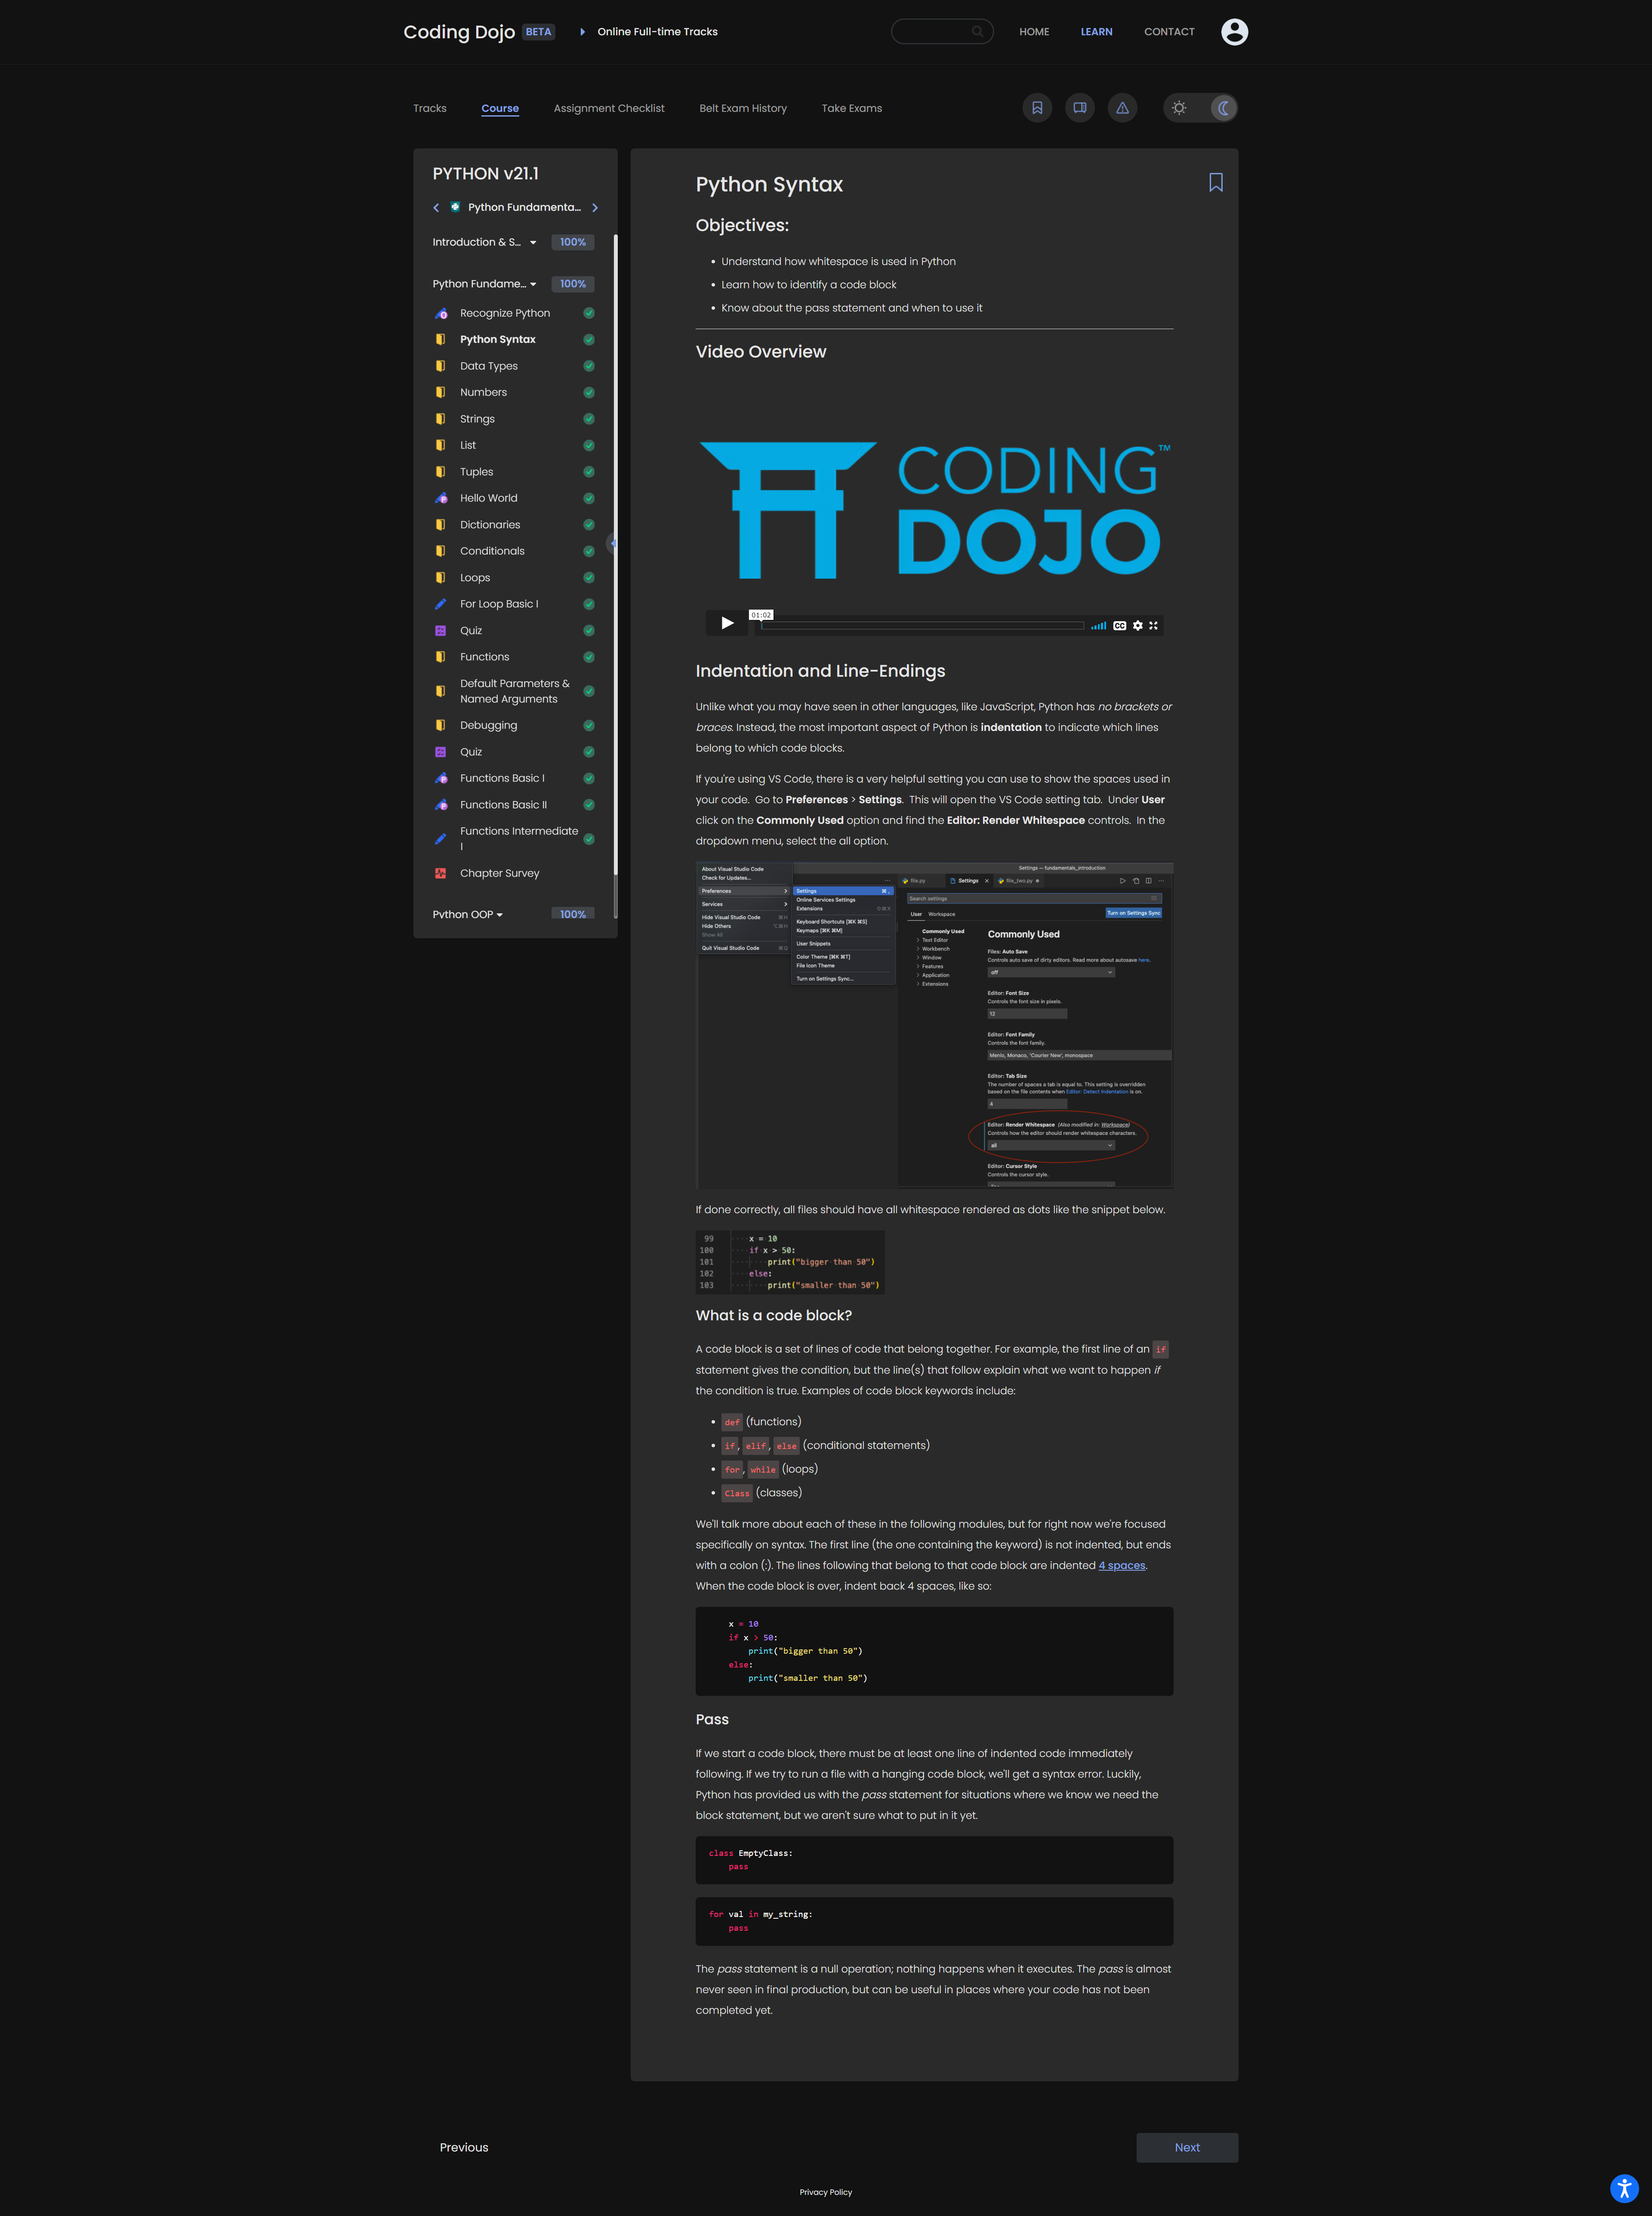 Coding Dojo BETA
Online Full-time Tracks
HOME
LEARN
CONTACT
Tracks
Course
Assignment Checklist
Belt Exam History
Take Exams
PYTHON v21.1
Python Fundamenta...
Introduction & S... 100%
Python Fundame... 100%
Recognize Python
Python Syntax
Data Types
Numbers
Strings
List
Tuples
Hello World
Dictionaries
Conditionals
Loops
For Loop Basic I
Quiz
Functions
Default Parameters &
Named Arguments
Debugging
Quiz
Functions Basic I
Functions Basic II
Functions Intermediate
I
Chapter Survey
Python OOP 100%
Python Syntax
Objectives:
• Understand how whitespace is used in Python
• Learn how to identify a code block
• Know about the pass statement and when to use it
Video Overview
CODING™
DOJO
01:02
CC
Indentation and Line-Endings
Unlike what you may have seen in other languages, like JavaScript, Python has no brackets or
braces. Instead, the most important aspect of Python is indentation to indicate which lines
belong to which code blocks.
If you're using VS Code, there is a very helpful setting you can use to show the spaces used in
your code. Go to Preferences > Settings. This will open the VS Code setting tab. Under User
click on the Commonly Used option and find the Editor: Render Whitespace controls. In the
dropdown menu, select the all option.
About Visual Studio Code
Check for Updates...
Preferences
Services
Hide Visual Studio Code ⌘H
Hide Others ⌥⌘H
Show All
Quit Visual Studio Code ⌘Q
Settings ⌘,
Online Services Settings
Extensions ⇧⌘X
Keyboard Shortcuts [⌘K ⌘S]
Keymaps [⌘K ⌘M]
User Snippets
Color Theme [⌘K ⌘T]
File Icon Theme
Turn on Settings Sync...
Settings — fundamentals_introduction
file.py
Settings
file_two.py
Search settings
User Workspace
Turn on Settings Sync
Commonly Used
Text Editor
Workbench
Window
Features
Application
Extensions
Commonly Used
Files: Auto Save
Controls auto save of dirty editors. Read more about autosave here.
off
Editor: Font Size
Controls the font size in pixels.
12
Editor: Font Family
Controls the font family.
Menlo, Monaco, 'Courier New', monospace
Editor: Tab Size
The number of spaces a tab is equal to. This setting is overridden
based on the file contents when Editor: Detect Indentation is on.
4
Editor: Render Whitespace (Also modified in: Workspace)
Controls how the editor should render whitespace characters.
all
Editor: Cursor Style
Controls the cursor style.
If done correctly, all files should have all whitespace rendered as dots like the snippet below.
99 ····x = 10
100 ····if x > 50:
101 ········print("bigger than 50")
102 ····else:
103 ········print("smaller than 50")
What is a code block?
A code block is a set of lines of code that belong together. For example, the first line of an if
statement gives the condition, but the line(s) that follow explain what we want to happen if
the condition is true. Examples of code block keywords include:
• def (functions)
• if, elif, else (conditional statements)
• for, while (loops)
• Class (classes)
We'll talk more about each of these in the following modules, but for right now we're focused
specifically on syntax. The first line (the one containing the keyword) is not indented, but ends
with a colon (:). The lines following that belong to that code block are indented 4 spaces.
When the code block is over, indent back 4 spaces, like so:
x = 10
if x > 50:
    print("bigger than 50")
else:
    print("smaller than 50")
Pass
If we start a code block, there must be at least one line of indented code immediately
following. If we try to run a file with a hanging code block, we'll get a syntax error. Luckily,
Python has provided us with the pass statement for situations where we know we need the
block statement, but we aren't sure what to put in it yet.
class EmptyClass:
    pass
for val in my_string:
    pass
The pass statement is a null operation; nothing happens when it executes. The pass is almost
never seen in final production, but can be useful in places where your code has not been
completed yet.
Previous
Next
Privacy Policy